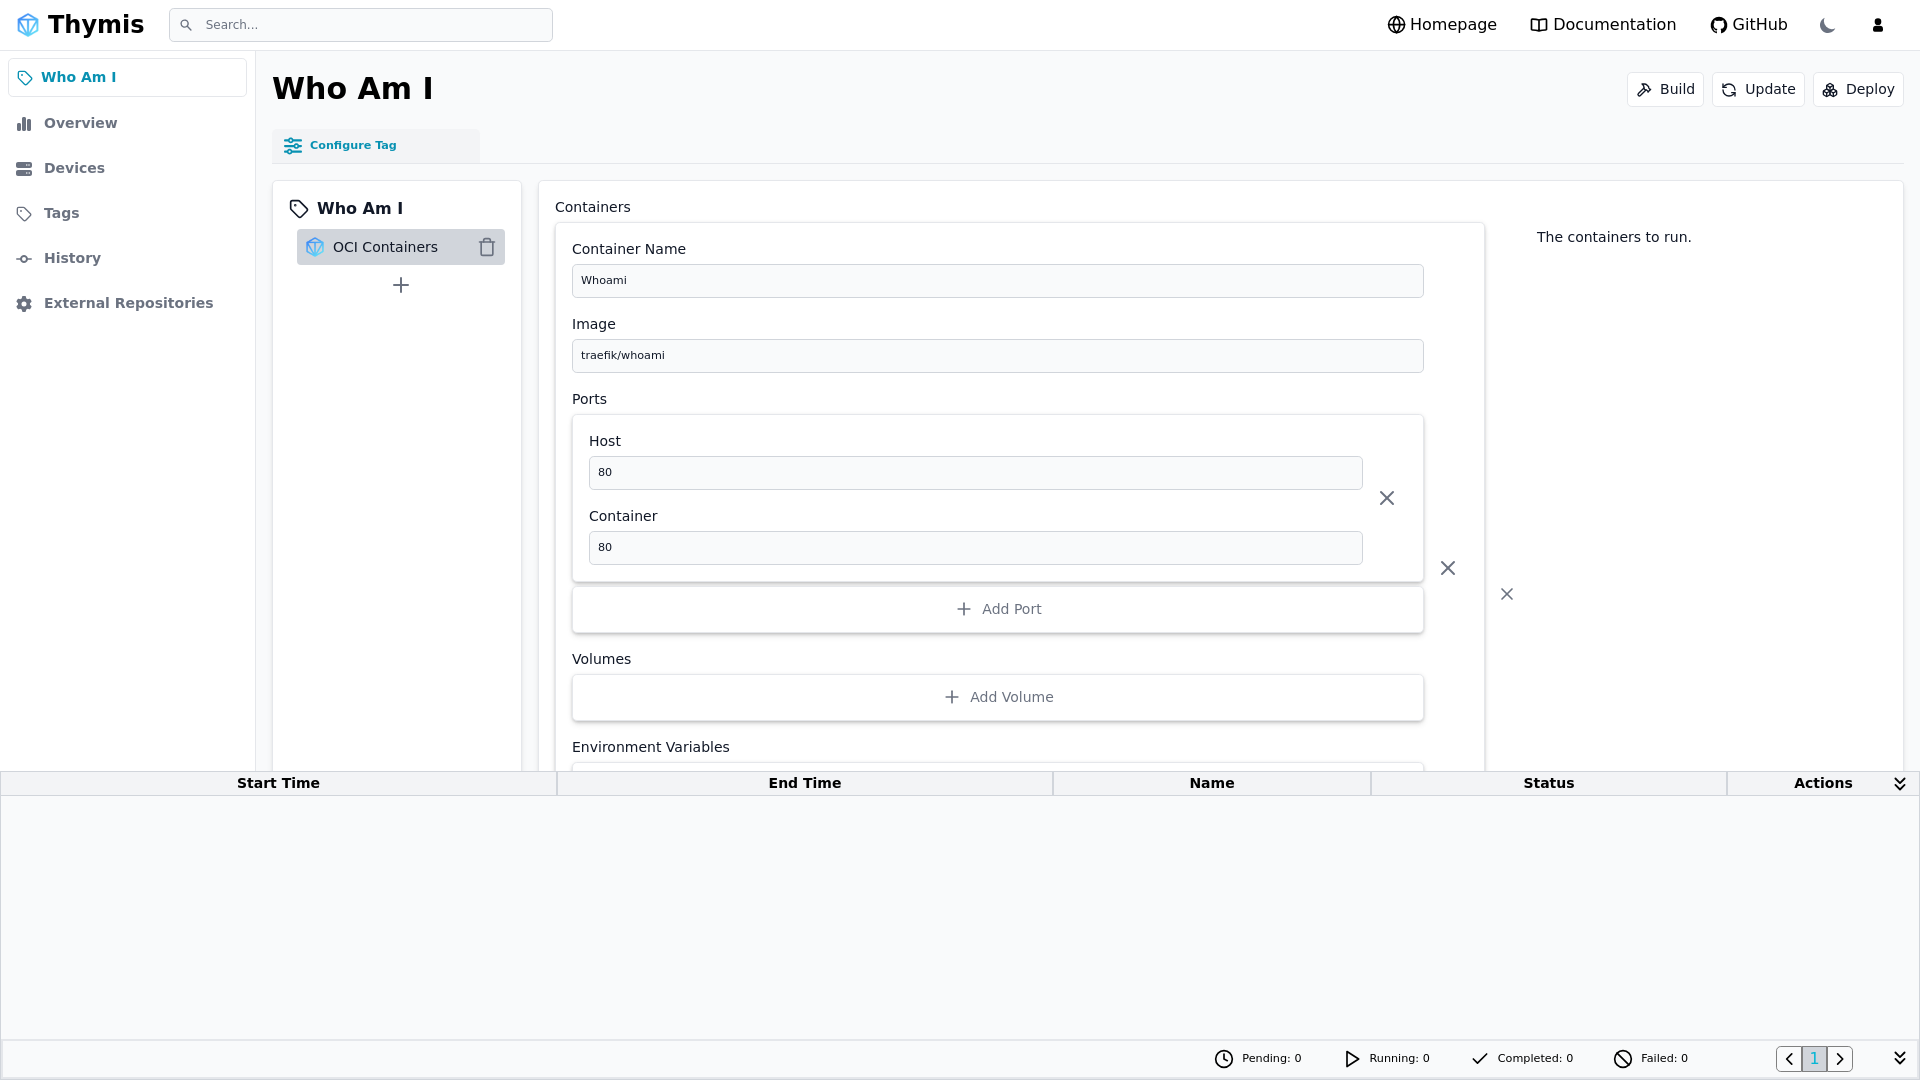 Thymis
Search...
Homepage
Documentation
GitHub
Who Am I
Overview
Devices
Tags
History
External Repositories
Who Am I
Build
Update
Deploy
Configure Tag
Who Am I
OCI Containers
Containers
The containers to run.
Container Name
Whoami
Image
traefik/whoami
Ports
Host
80
Container
80
Add Port
Volumes
Add Volume
Environment Variables
Start Time
End Time
Name
Status
Actions
Pending: 0
Running: 0
Completed: 0
Failed: 0
1